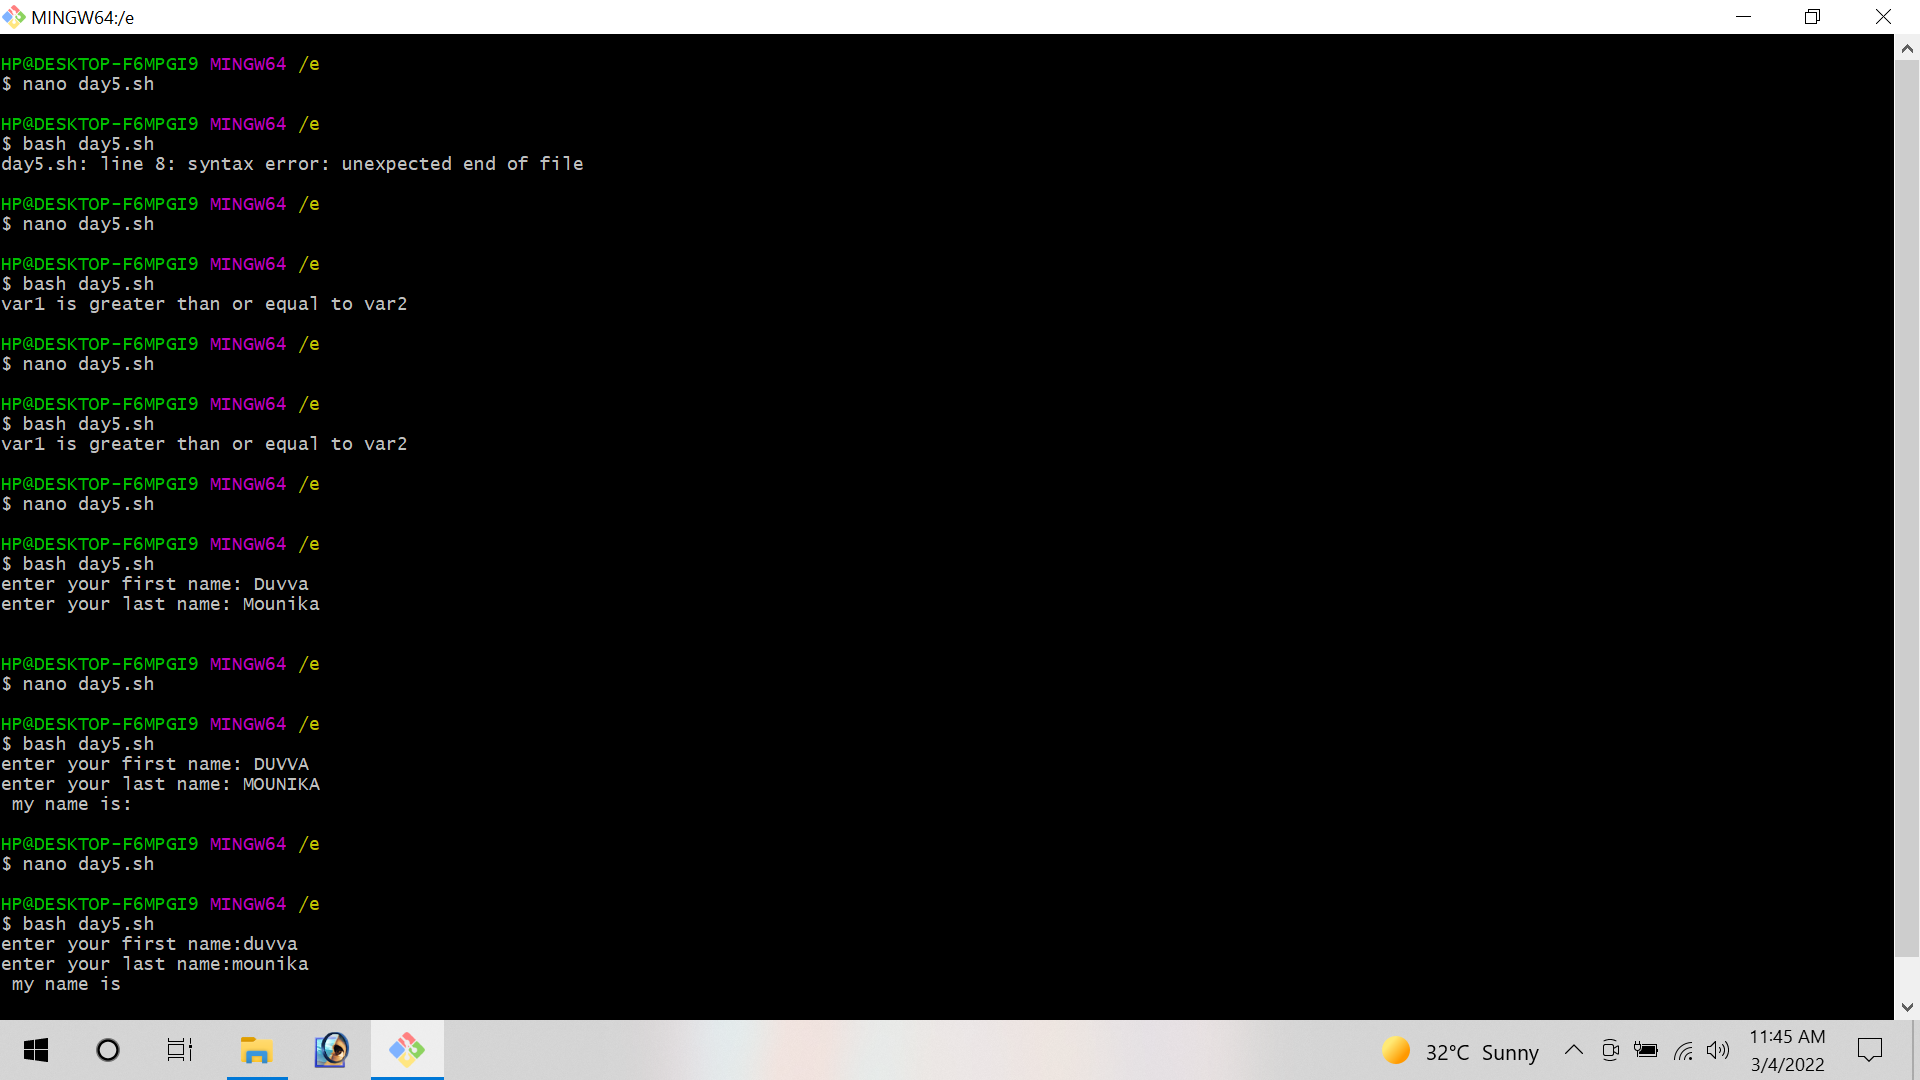 MINGW64:/e
HP@DESKTOP-F6MPGI9 MINGW64 /e
$ nano day5.sh
HP@DESKTOP-F6MPGI9 MINGW64 /e
$ bash day5.sh
day5.sh: line 8: syntax error: unexpected end of file
HP@DESKTOP-F6MPGI9 MINGW64 /e
$ nano day5.sh
HP@DESKTOP-F6MPGI9 MINGW64 /e
$ bash day5.sh
var1 is greater than or equal to var2
HP@DESKTOP-F6MPGI9 MINGW64 /e
$ nano day5.sh
HP@DESKTOP-F6MPGI9 MINGW64 /e
$ bash day5.sh
var1 is greater than or equal to var2
HP@DESKTOP-F6MPGI9 MINGW64 /e
$ nano day5.sh
HP@DESKTOP-F6MPGI9 MINGW64 /e
$ bash day5.sh
enter your first name: Duvva
enter your last name: Mounika
HP@DESKTOP-F6MPGI9 MINGW64 /e
$ nano day5.sh
HP@DESKTOP-F6MPGI9 MINGW64 /e
$ bash day5.sh
enter your first name: DUVVA
enter your last name: MOUNIKA
my name is:
HP@DESKTOP-F6MPGI9 MINGW64 /e
$ nano day5.sh
HP@DESKTOP-F6MPGI9 MINGW64 /e
$ bash day5.sh
enter your first name:duvva
enter your last name:mounika
my name is
32°C Sunny
11:45 AM
3/4/2022